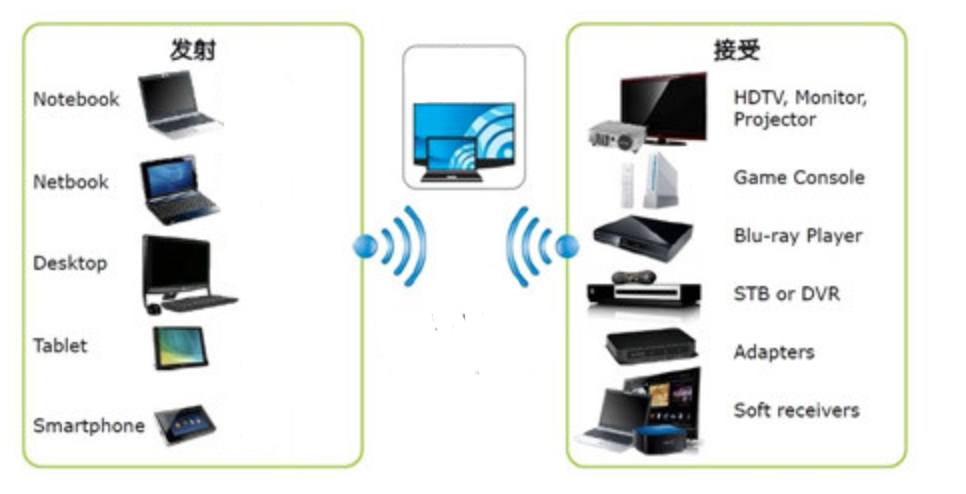 发射
Notebook
Netbook
Desktop
Tablet
Smartphone
接受
HDTV, Monitor,
Projector
Game Console
Blu-ray Player
STB or DVR
Adapters
Soft receivers